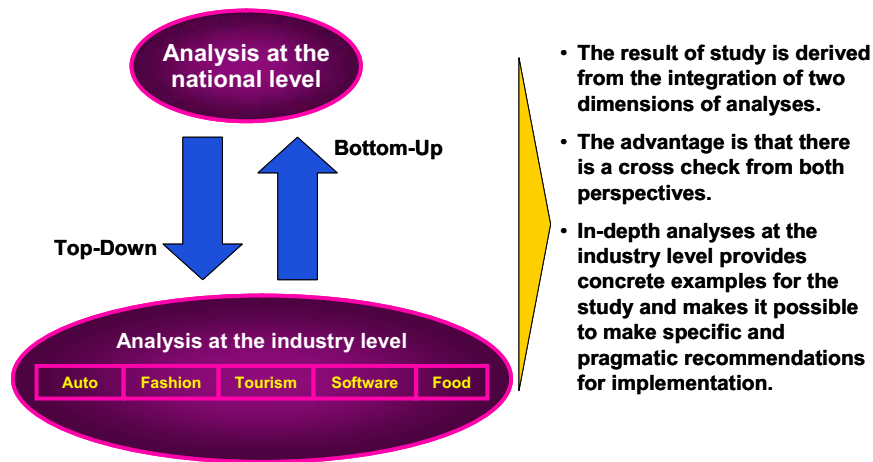 Analysis at the
national level
Bottom-Up
Top-Down
Analysis at the industry level
Auto Fashion Tourism Software Food
• The result of study is derived
from the integration of two
dimensions of analyses.
• The advantage is that there
is a cross check from both
perspectives.
• In-depth analyses at the
industry level provides
concrete examples for the
study and makes it possible
to make specific and
pragmatic recommendations
for implementation.